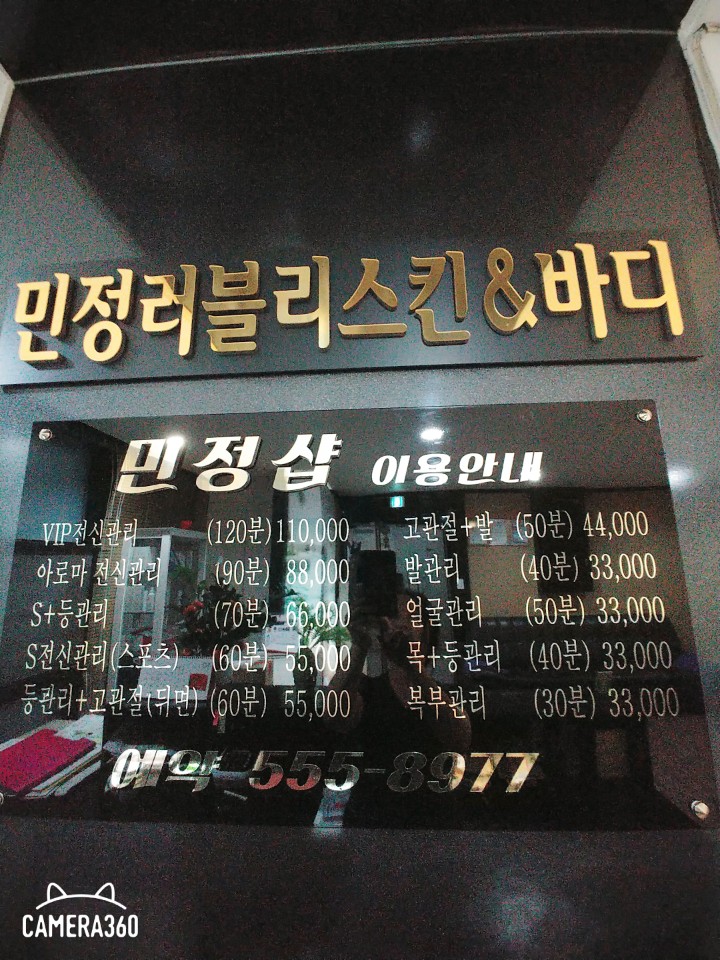 민정러블리스킨&바디
민정샵 이용안내
VIP전신관리 (120분) 110,000
아로마 전신관리 (90분) 88,000
S+등관리 (70분) 66,000
S전신관리(스포츠) (60분) 55,000
등관리+고관절(뒤면) (60분) 55,000
고관절+발 (50분) 44,000
발관리 (40분) 33,000
얼굴관리 (50분) 33,000
목+등관리 (40분) 33,000
복부관리 (30분) 33,000
예약 555-8977
CAMERA360